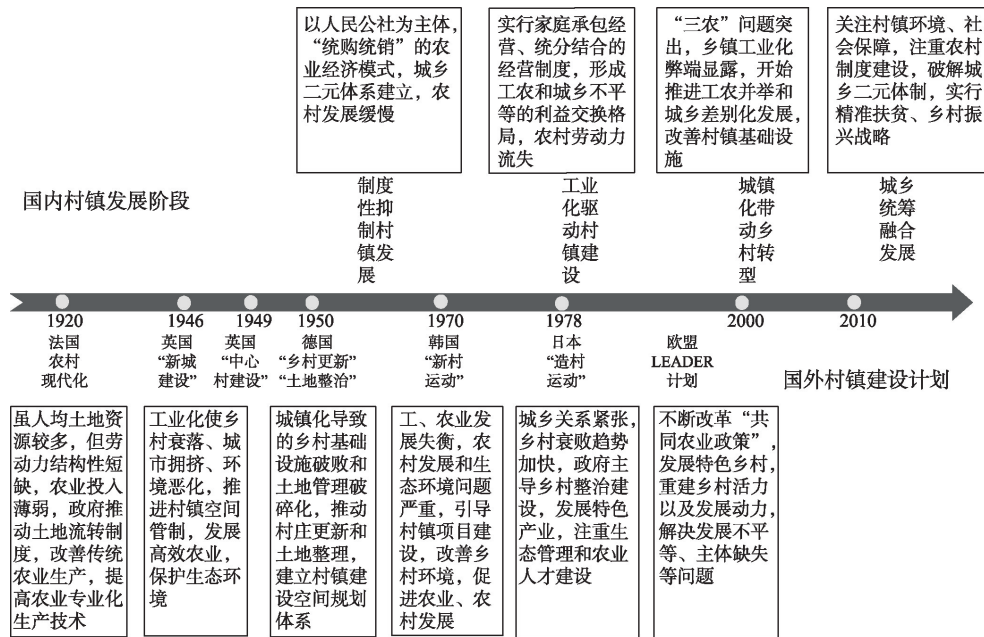 以人民公社为主体，
“统购统销”的农
业经济模式，城乡
二元体系建立，农
村发展缓慢
实行家庭承包经
营、统分结合的
经营制度，形成
工农和城乡不平
等的利益交换格
局，农村劳动力
流失
“三农”问题突
出，乡镇工业化
弊端显露，开始
推进工农并举和
城乡差别化发展，
改善村镇基础设
施
关注村镇环境、社
会保障，注重农村
制度建设，破解城
乡二元体制，实行
精准扶贫、乡村振
兴战略
国内村镇发展阶段
制度
性抑
制村
镇发
展
工业
化驱
动村
镇建
设
城镇
化带
动乡
村转
型
城乡
统筹
融合
发展
1920
1946
1949
1950
1970
1978
2000
2010
法国
农村
现代化
英国
“新城
建设”
英国
“中心
村建设”
德国
“乡村更新”
“土地整治”
韩国
“新村
运动”
日本
“造村
运动”
欧盟
LEADER
计划
国外村镇建设计划
虽人均土地资
源较多，但劳
动力结构性短
缺，农业投入
薄弱，政府推
动土地流转制
度，改善传统
农业生产，提
高农业专业化
生产技术
工业化使乡
村衰落、城
市拥挤、环
境恶化，推
进村镇空间
管制，发展
高效农业，
保护生态环
境
城镇化导致
的乡村基础
设施破败和
土地管理破
碎化，推动
村庄更新和
土地整理，
建立村镇建
设空间规划
体系
工、农业发
展失衡，农
村发展和生
态环境问题
严重，引导
村镇项目建
设，改善乡
村环境，促
进农业、农
村发展
城乡关系紧张，
乡村衰败趋势
加快，政府主
导乡村整治建
设，发展特色
产业，注重生
态管理和农业
人才建设
不断改革“共
同农业政策”，
发展特色乡村，
重建乡村活力
以及发展动力，
解决发展不平
等、主体缺失
等问题